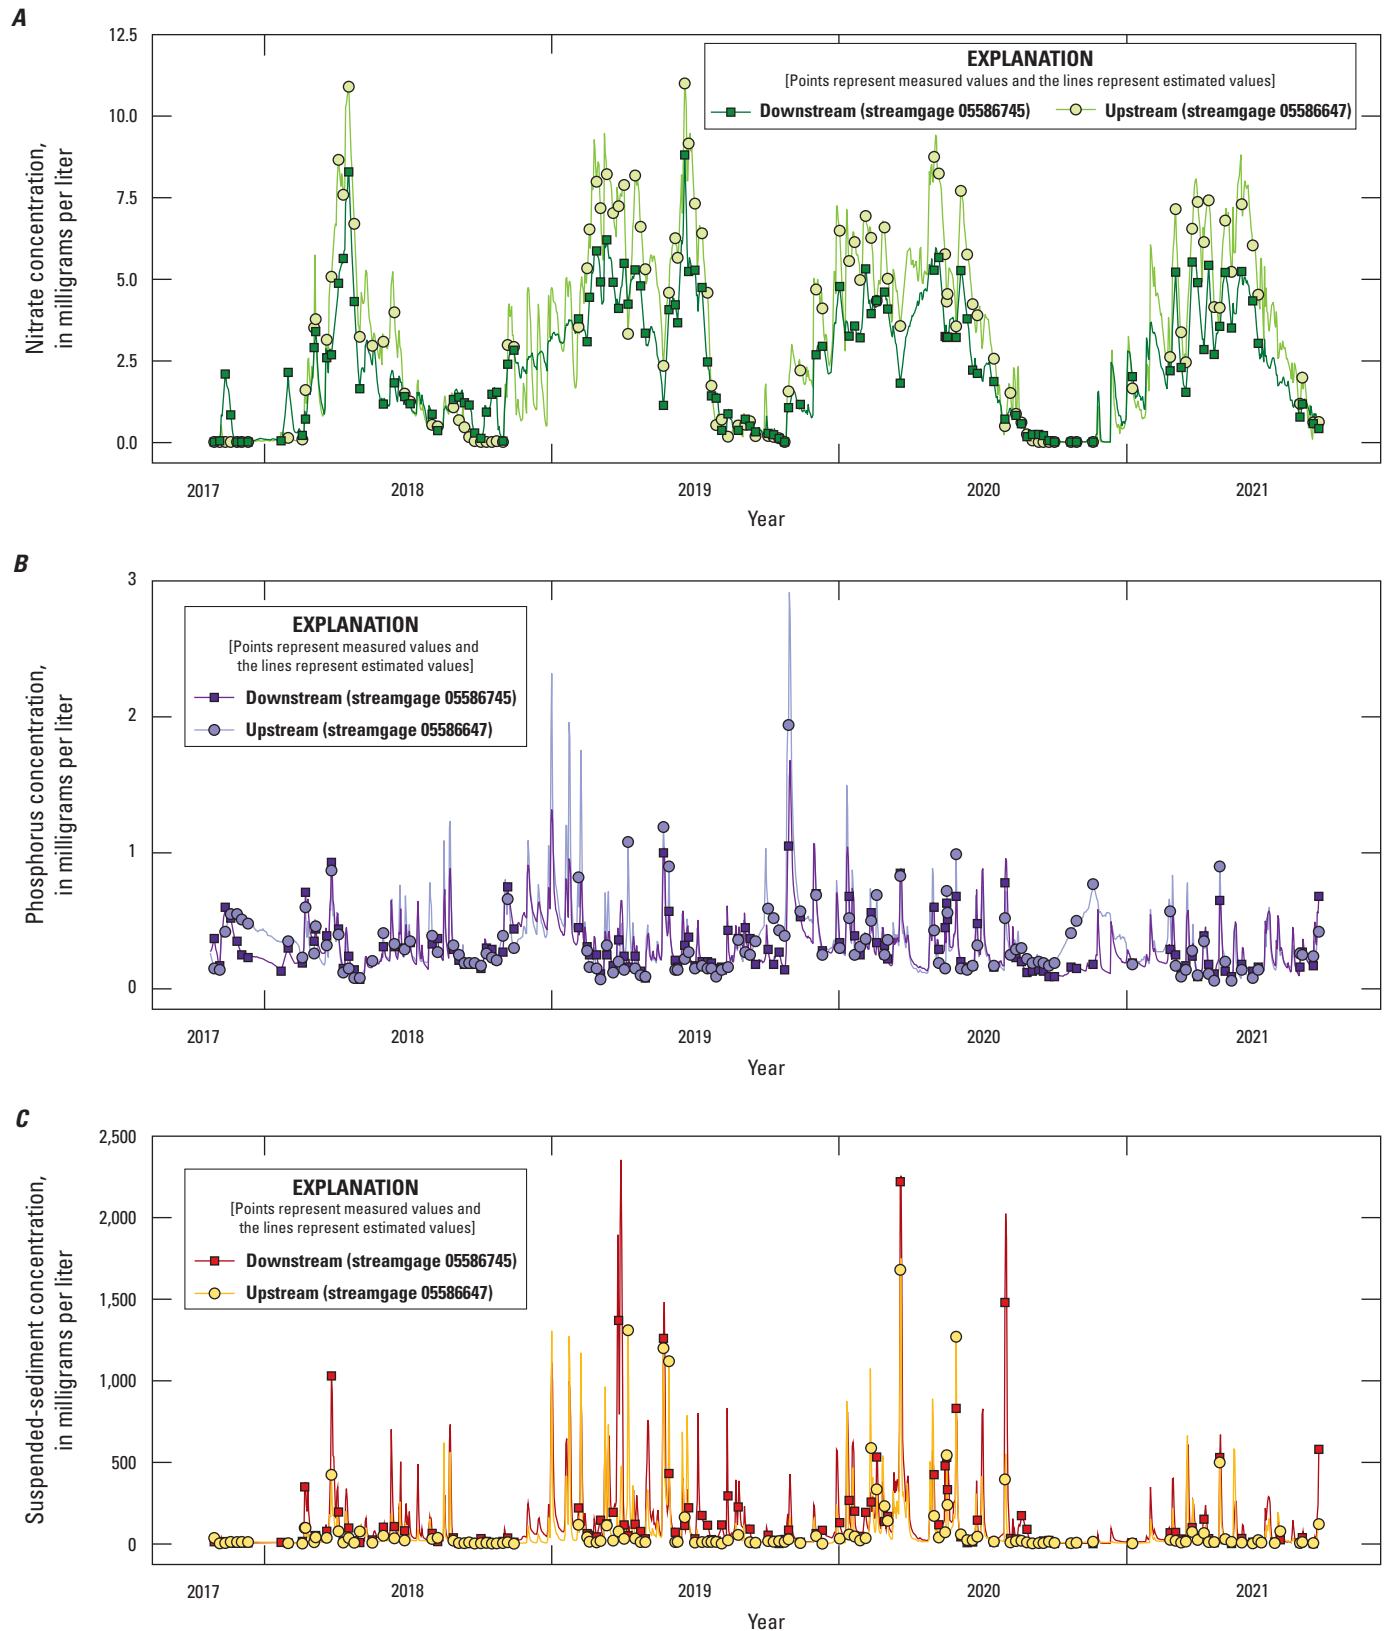 A
Nitrate concentration,
in milligrams per liter
12.5
10.0
7.5
5.0
2.5
0.0
EXPLANATION
[Points represent measured values and the lines represent estimated values]
Downstream (streamgage 05586745)
Upstream (streamgage 05586647)
2017
2018
2019
2020
2021
Year
B
Phosphorus concentration,
in milligrams per liter
3
2
1
0
EXPLANATION
[Points represent measured values and
the lines represent estimated values]
Downstream (streamgage 05586745)
Upstream (streamgage 05586647)
2017
2018
2019
2020
2021
Year
C
Suspended-sediment concentration,
in milligrams per liter
2,500
2,000
1,500
1,000
500
0
EXPLANATION
[Points represent measured values and
the lines represent estimated values]
Downstream (streamgage 05586745)
Upstream (streamgage 05586647)
2017
2018
2019
2020
2021
Year